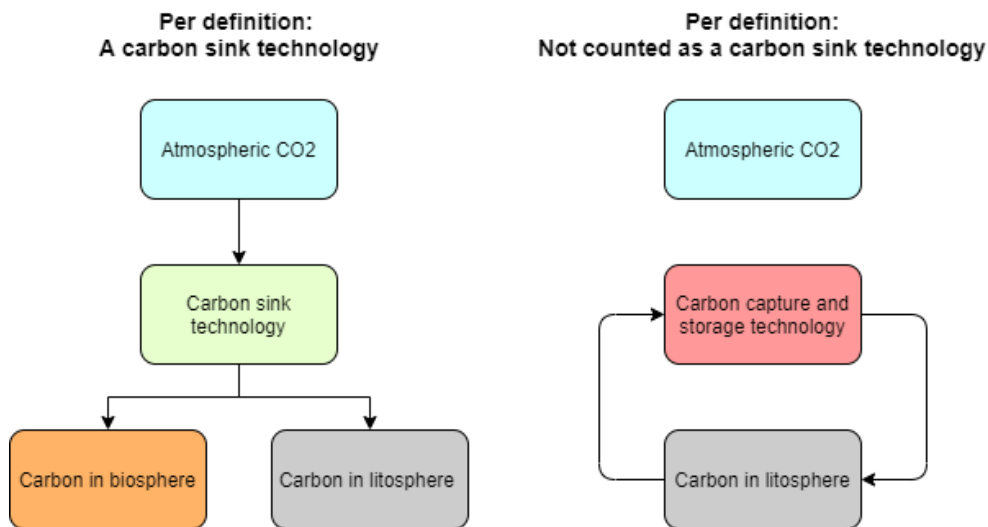 Per definition:
A carbon sink technology
Atmospheric CO2
Carbon sink
technology
Carbon in biosphere
Carbon in litosphere
Per definition:
Not counted as a carbon sink technology
Atmospheric CO2
Carbon capture and
storage technology
Carbon in litosphere